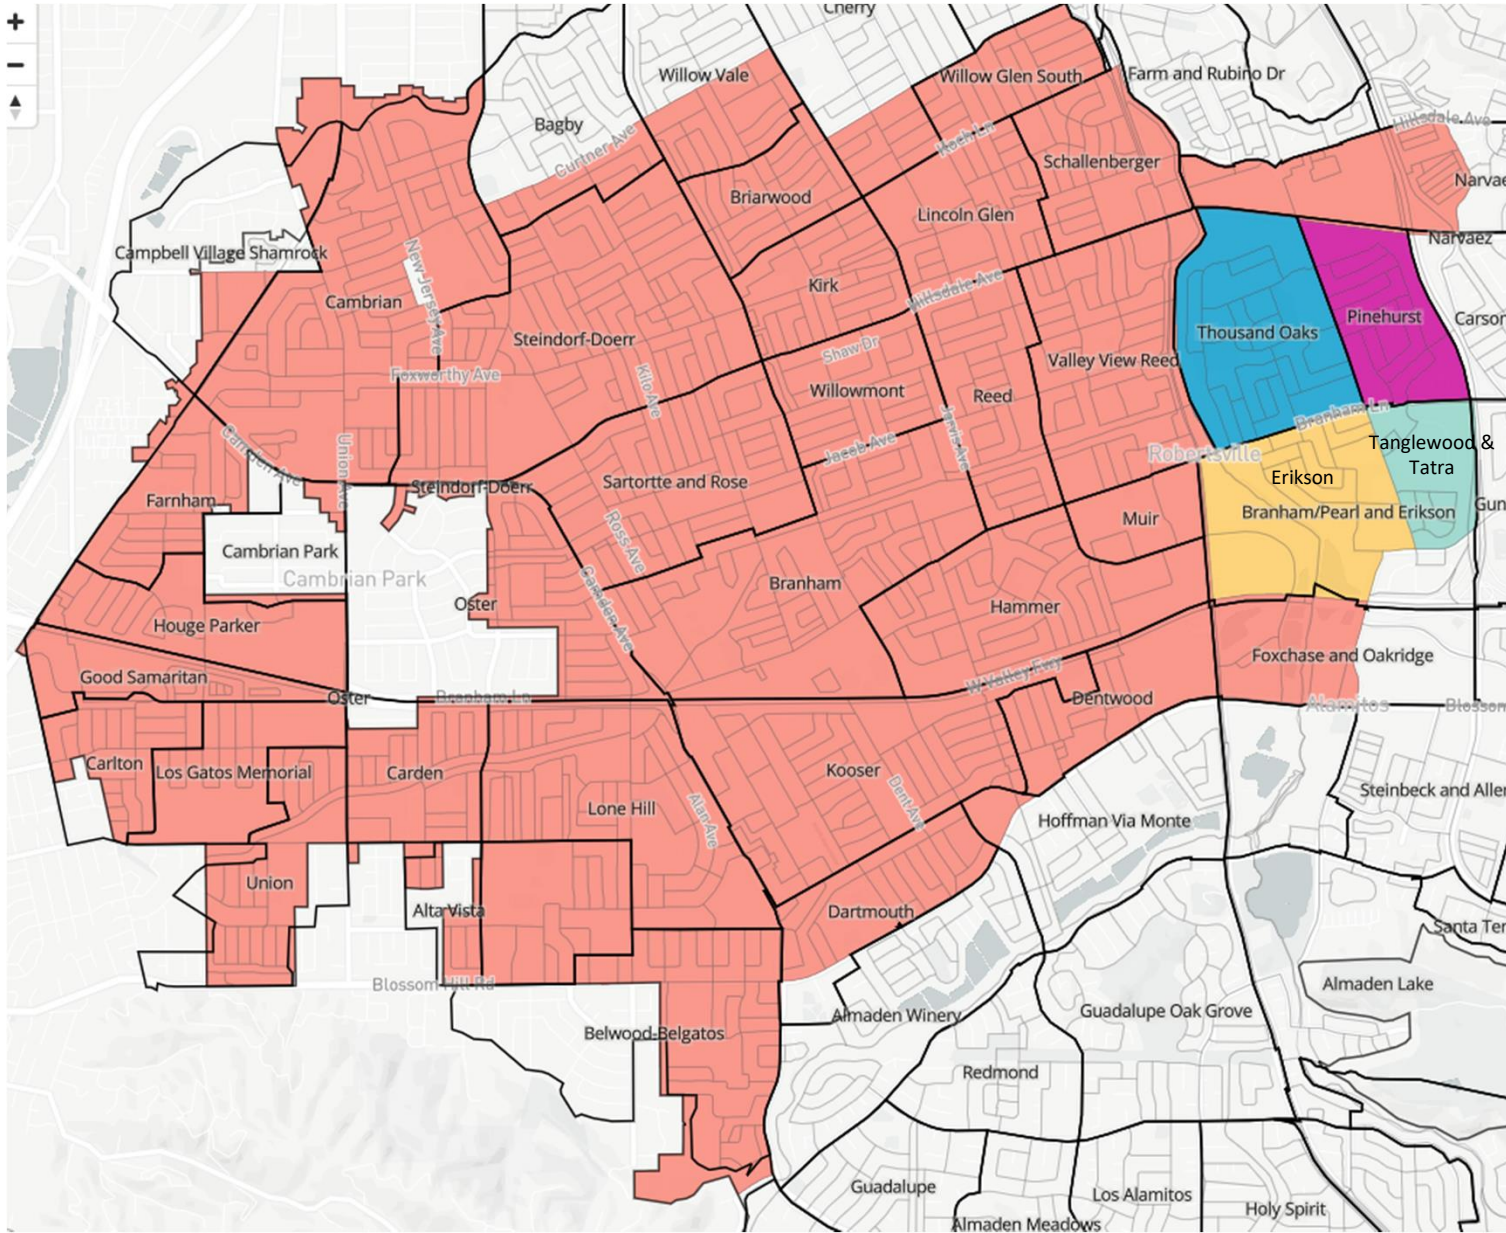 +
Cherry
−
Willow Vale
Willow Glen South
Farm and Rubino Dr
Bagby
Hillsdale Ave
Curtner Ave
Koch Ln
Schallenberger
Briarwood
Lincoln Glen
Campbell Village Shamrock
Narvaez
New Jersey Ave
Kirk
Hillsdale Ave
Cambrian
Pinehurst
Carson
Steindorf-Doerr
Thousand Oaks
Shaw Dr
Valley View Reed
Foxworthy Ave
Kilo Ave
Willowmont
Reed
Branham Ln
Jarvis Ave
Jacob Ave
Tanglewood &
Tatra
Camden Ave
Union Ave
Robertsville
Erikson
Steindorf-Doerr
Sartortte and Rose
Farnham
Gun
Branham/Pearl and Erikson
Muir
Ross Ave
Cambrian Park
Cambrian Park
Branham
Oster
Camden Ave
Hammer
Houge Parker
Foxchase and Oakridge
Good Samaritan
W Valley Fwy
Oster
Branham Ln
Dentwood
Alamitos
Blossom
Carlton
Los Gatos Memorial
Carden
Kooser
Dent Ave
Steinbeck and Aller
Lone Hill
Alan Ave
Hoffman Via Monte
Union
Alta Vista
Dartmouth
Santa Ter
Blossom Hill Rd
Almaden Lake
Almaden Winery
Guadalupe Oak Grove
Belwood-Belgatos
Redmond
Guadalupe
Los Alamitos
Holy Spirit
Almaden Meadows